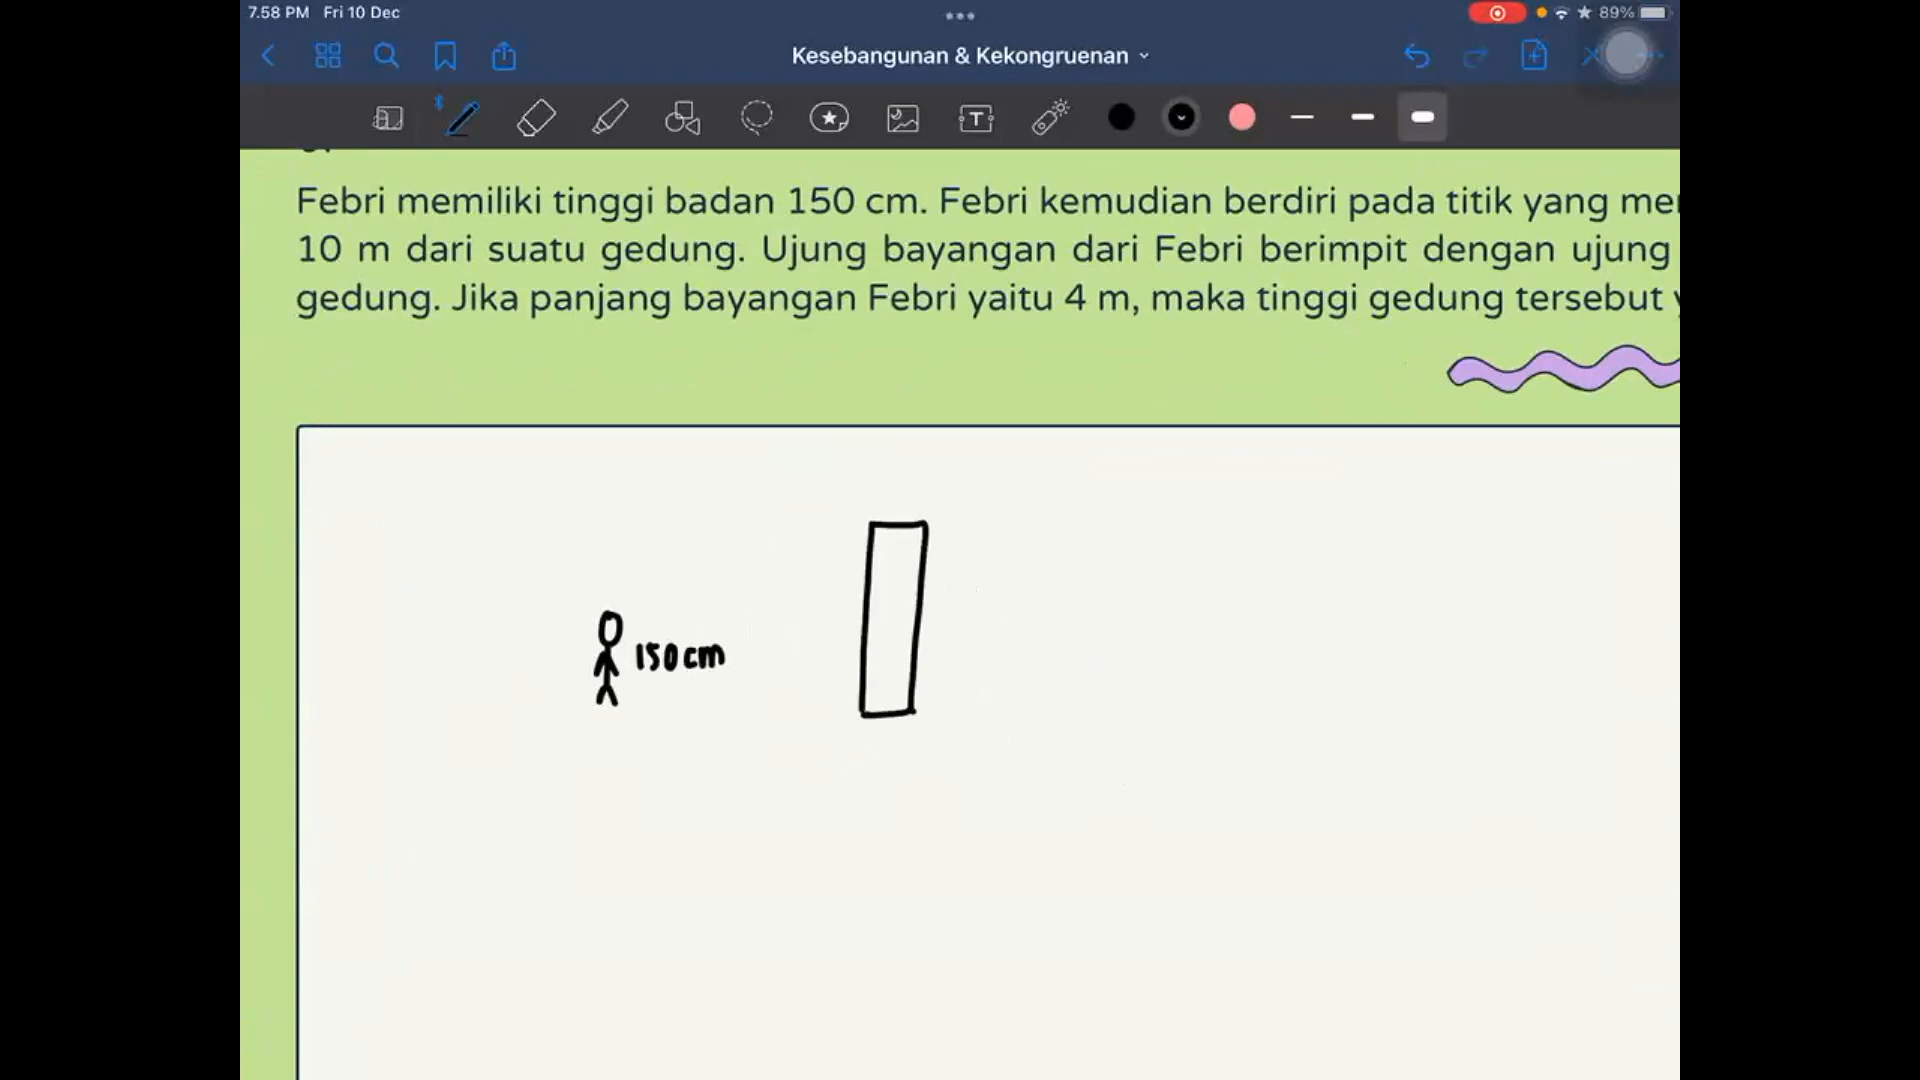 7.58 PM Fri 10 Dec
89%
Kesebangunan & Kekongruenan
T
Febri memiliki tinggi badan 150 cm. Febri kemudian berdiri pada titik yang
10 m dari suatu gedung. Ujung bayangan dari Febri berimpit dengan ujung
gedung. Jika panjang bayangan Febri yaitu 4 m, maka tinggi gedung tersebut
150 cm